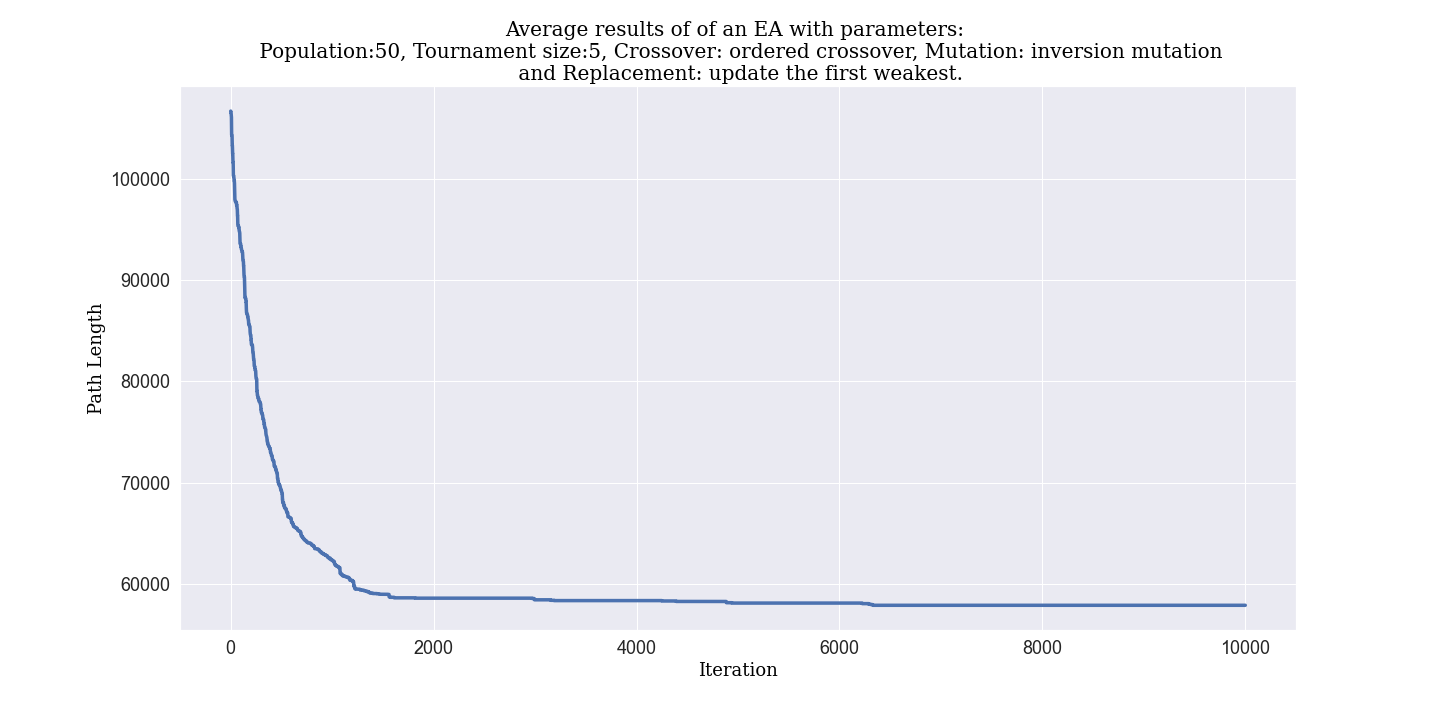 Average results of of an EA with parameters:
Population:50, Tournament size:5, Crossover: ordered crossover, Mutation: inversion mutation
and Replacement: update the first weakest.
100000
90000
80000
70000
60000
Path Length
0 2000 4000 6000 8000 10000
Iteration